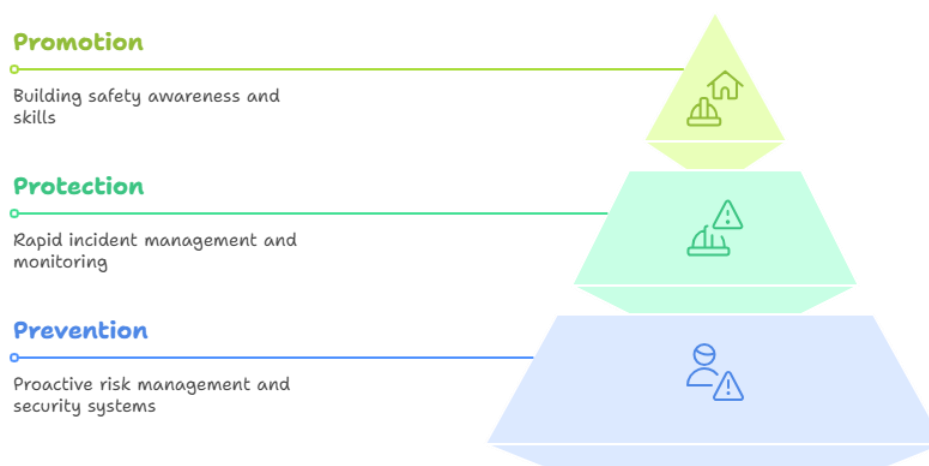 Promotion
Building safety awareness and
skills
Protection
Rapid incident management and
monitoring
Prevention
Proactive risk management and
security systems